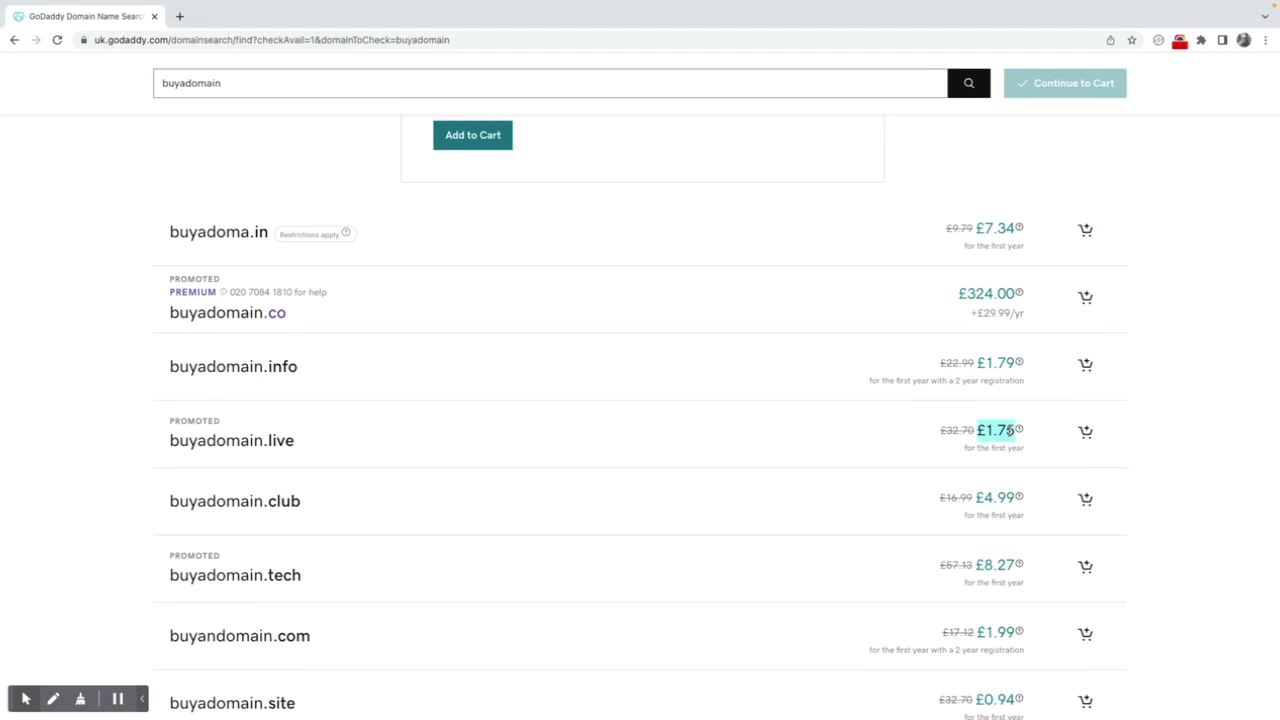 GoDaddy Domain Name Searc
uk.godaddy.com/domainsearch/find?checkAvail=1&domainToCheck=buyadomain
buyadomain
Continue to Cart
Add to Cart
buyadoma.in Restrictions apply.
£9.79 £7.34
for the first year
PROMOTED
PREMIUM 020 7084 1810 for help
buyadomain.co
£324.00
+£29.99/yr
buyadomain.info
£22.99 £1.79
for the first year with a 2 year registration
PROMOTED
buyadomain.live
£32.70 £1.75
for the first year
buyadomain.club
£16.99 £4.99
for the first year
PROMOTED
buyadomain.tech
£57.13 £8.27
for the first year
buyandomain.com
£17.12 £1.99
for the first year with a 2 year registration
buyadomain.site
£32.70 £0.94
for the first year